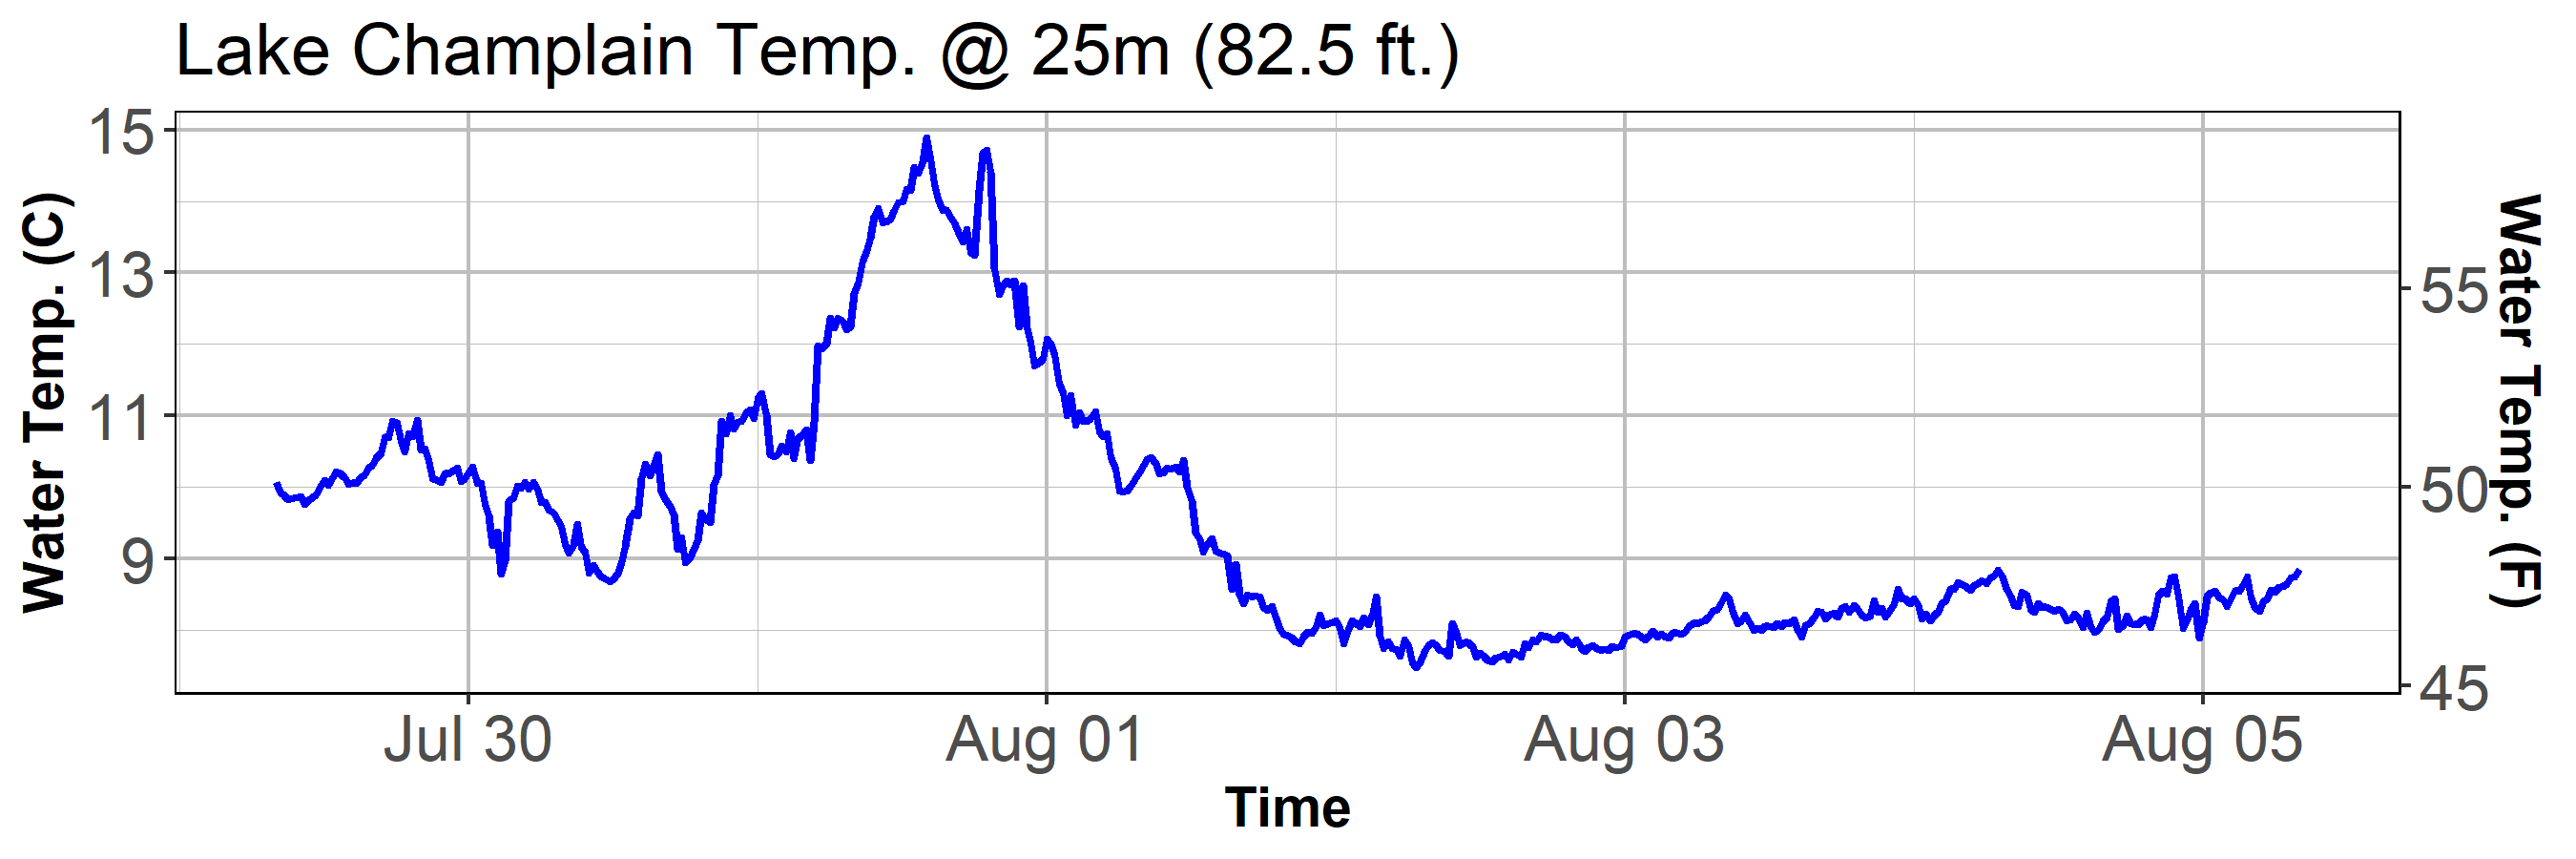 Lake Champlain Temp. @ 25m (82.5 ft.)
Water Temp. (C)
15
13
11
9
55
50
45
Water Temp. (F)
Jul 30
Aug 01
Aug 03
Aug 05
Time